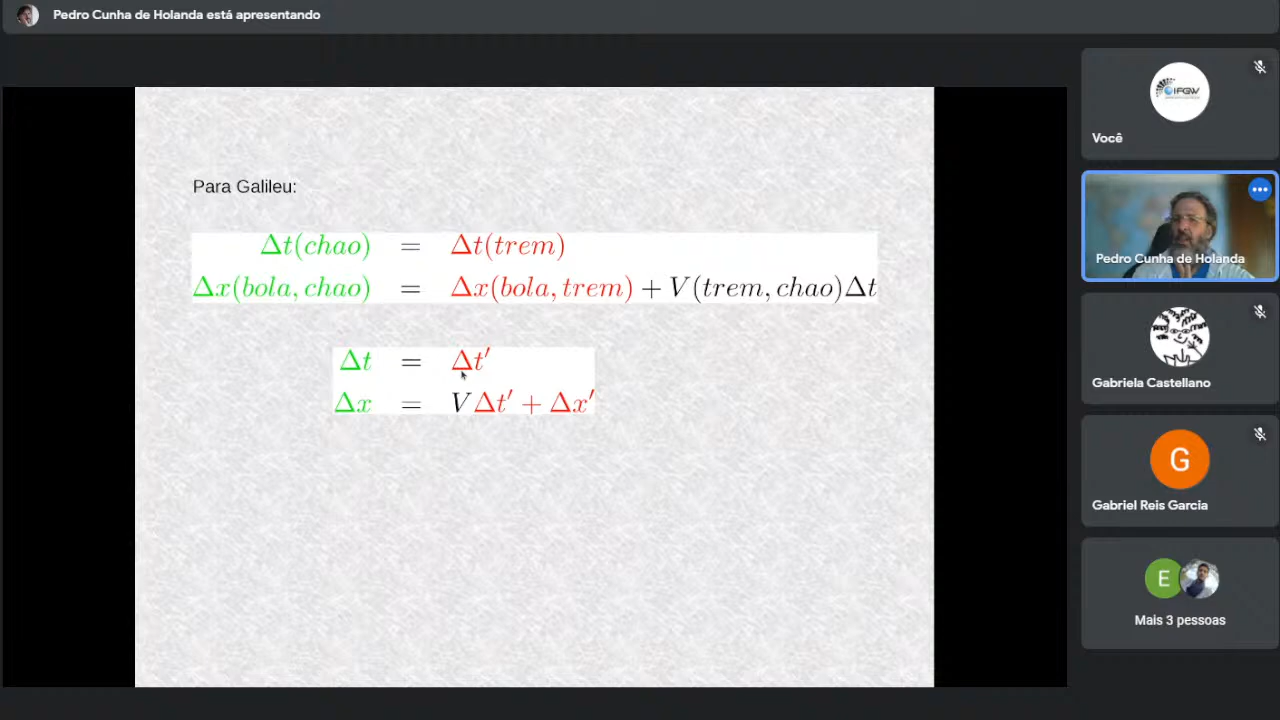 Pedro Cunha de Holanda está apresentando
Para Galileu:
Δt(chao) = Δt(trem)
Δx(bola, chao) = Δx(bola, trem) + V(trem, chao)Δt
Δt = Δt′
Δx = VΔt′ + Δx′
IFGW
Você
Pedro Cunha de Holanda
Gabriela Castellano
G
Gabriel Reis Garcia
E
Mais 3 pessoas